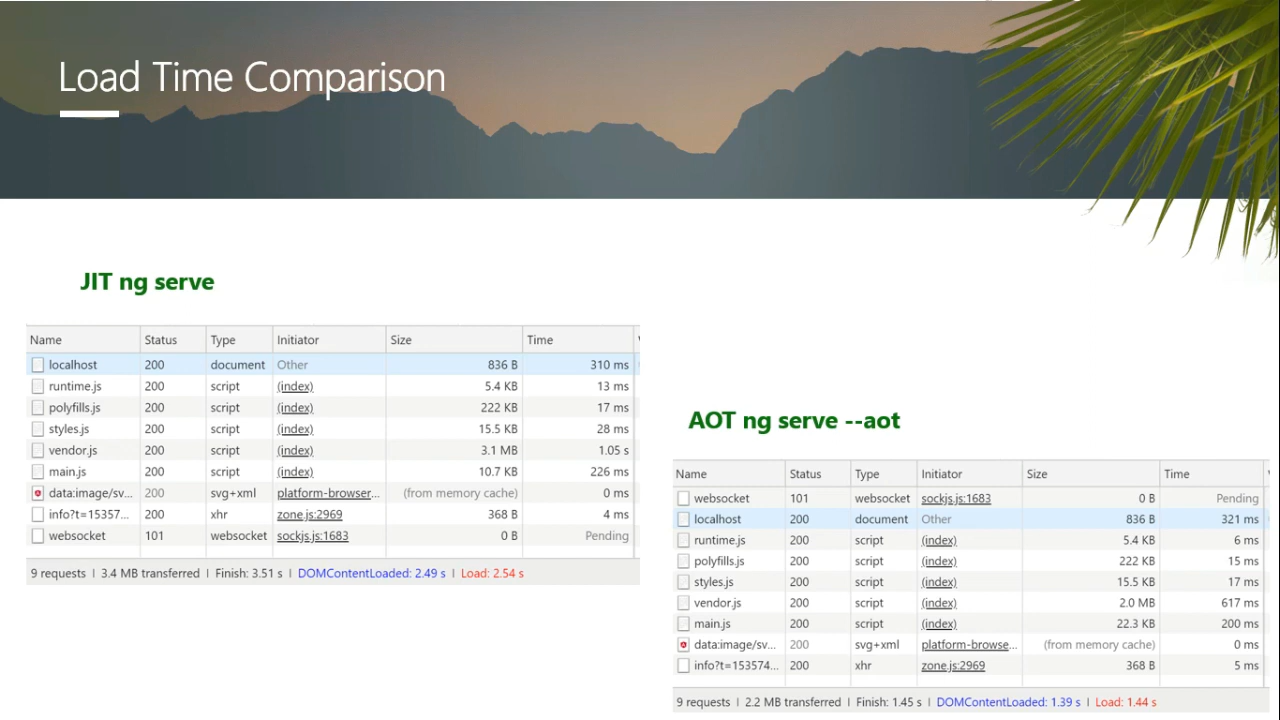 Load Time Comparison
JIT ng serve
Name Status Type Initiator Size Time
localhost 200 document Other 836 B 310 ms
runtime.js 200 script (index) 5.4 KB 13 ms
polyfills.js 200 script (index) 222 KB 17 ms
styles.js 200 script (index) 15.5 KB 28 ms
vendor.js 200 script (index) 3.1 MB 1.05 s
main.js 200 script (index) 10.7 KB 226 ms
data:image/sv... 200 svg+xml platform-browser... (from memory cache) 0 ms
info?t=15357... 200 xhr zone.js:2969 368 B 4 ms
websocket 101 websocket sockjs.js:1683 0 B Pending
9 requests | 3.4 MB transferred | Finish: 3.51 s | DOMContentLoaded: 2.49 s | Load: 2.54 s
AOT ng serve --aot
Name Status Type Initiator Size Time
websocket 101 websocket sockjs.js:1683 0 B Pending
localhost 200 document Other 836 B 321 ms
runtime.js 200 script (index) 5.4 KB 6 ms
polyfills.js 200 script (index) 222 KB 15 ms
styles.js 200 script (index) 15.5 KB 17 ms
vendor.js 200 script (index) 2.0 MB 617 ms
main.js 200 script (index) 22.3 KB 200 ms
data:image/sv... 200 svg+xml platform-browse... (from memory cache) 0 ms
info?t=153574... 200 xhr zone.js:2969 368 B 5 ms
9 requests | 2.2 MB transferred | Finish: 1.45 s | DOMContentLoaded: 1.39 s | Load: 1.44 s